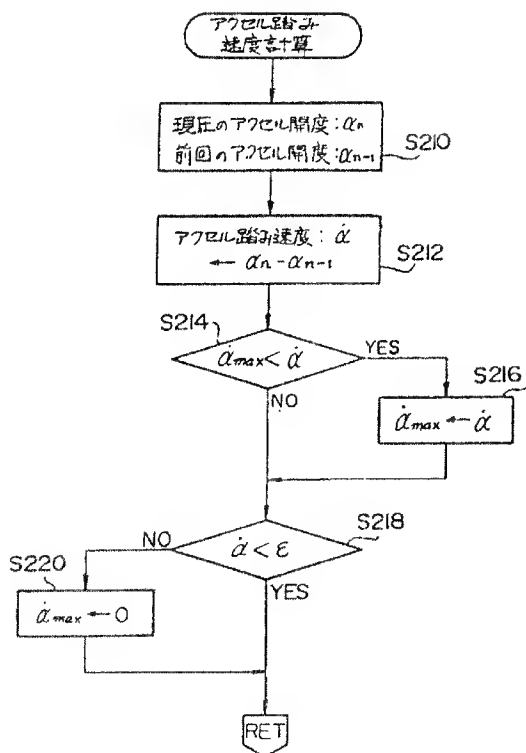 アクセル踏み
速度計算
現在のアクセル開度:αn
前回のアクセル開度:αn-1
S210
アクセル踏み速度: α̇
← αn - αn-1
S212
S214
α̇max < α̇
YES
NO
S216
α̇max ← α̇
S218
α̇ < ε
NO
YES
S220
α̇max ← 0
RET